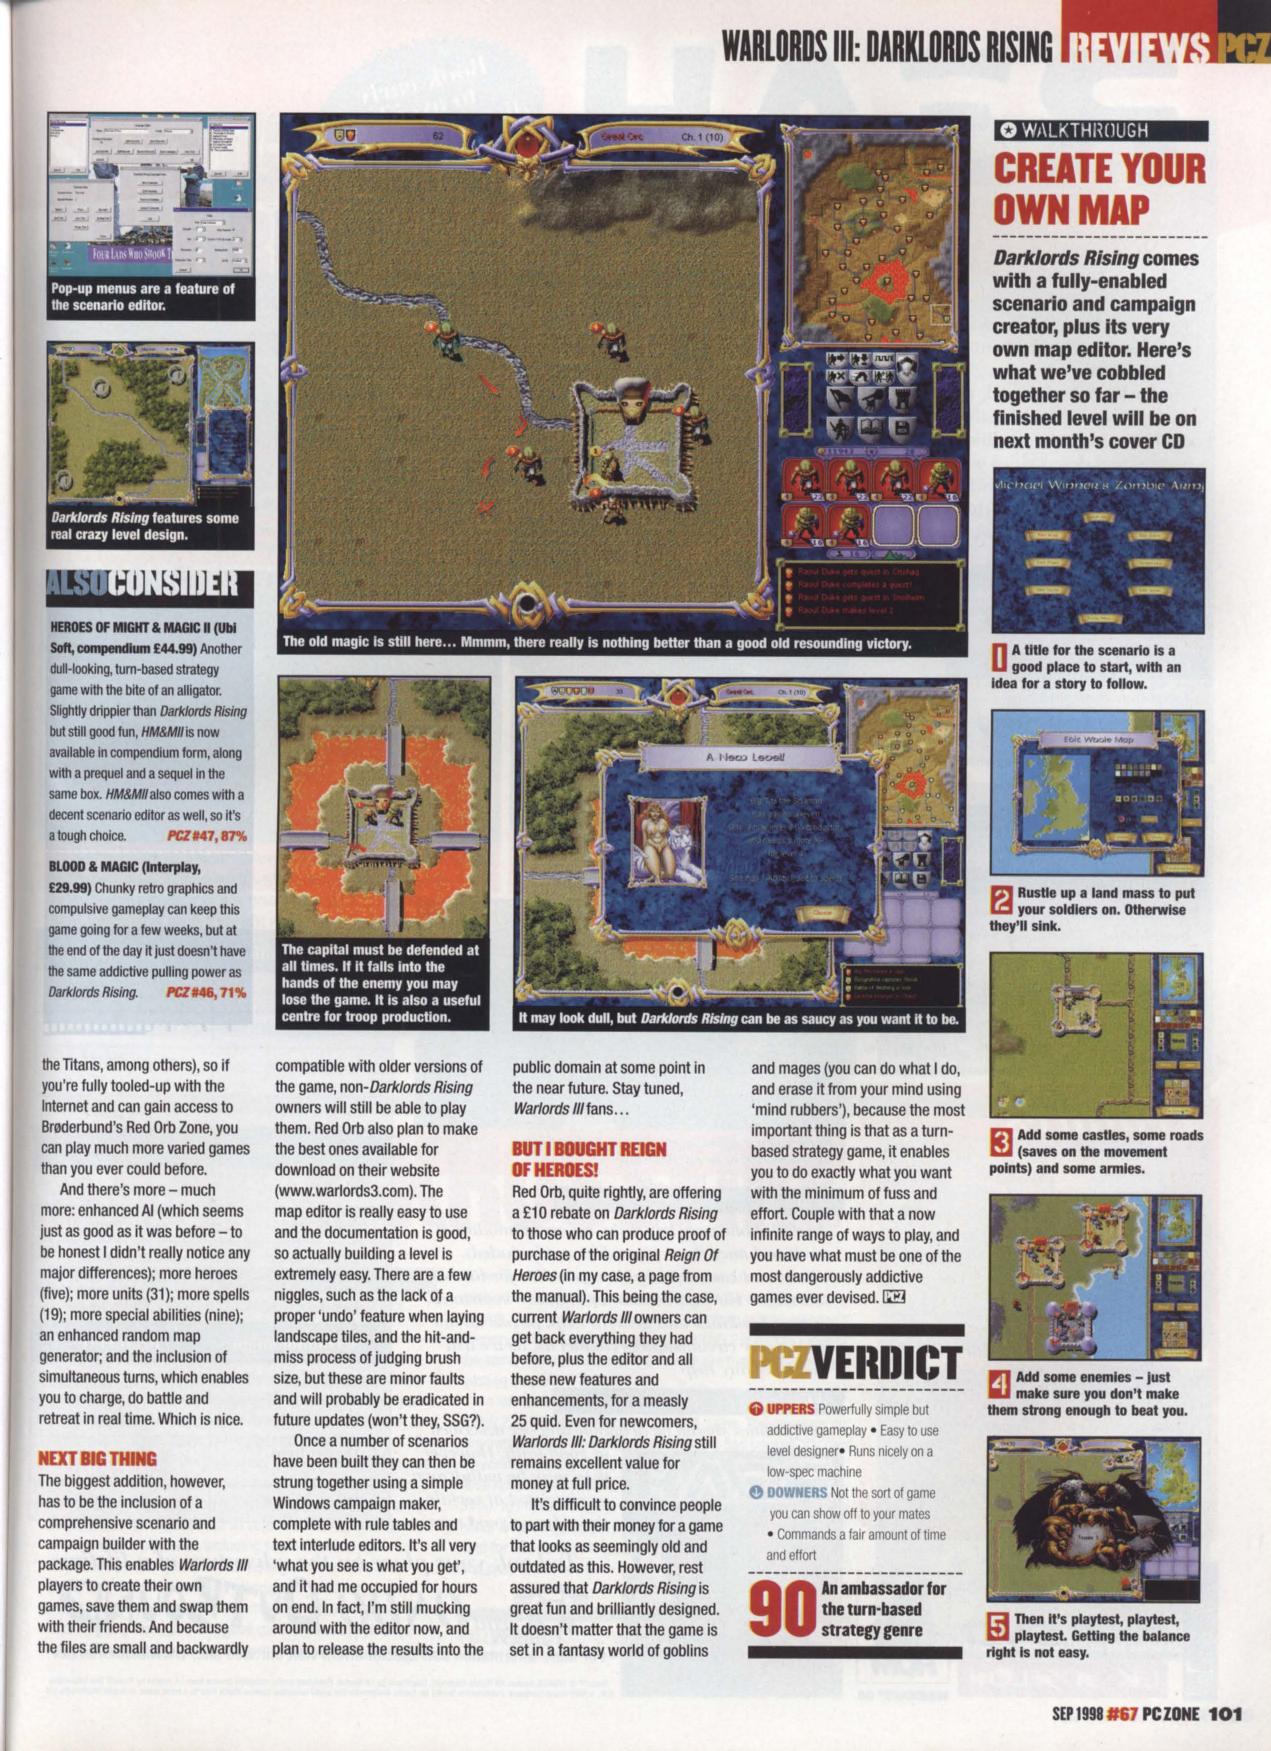 WARLORDS III: DARKLORDS RISING REVIEWS PCZ
FOUR LADS WHO SHOOK T
Pop-up menus are a feature of
the scenario editor.
Darklords Rising features some
real crazy level design.
ALSO CONSIDER
HEROES OF MIGHT & MAGIC II (Ubi
Soft, compendium £44.99) Another
dull-looking, turn-based strategy
game with the bite of an alligator.
Slightly drippier than Darklords Rising
but still good fun, HM&MII is now
available in compendium form, along
with a prequel and a sequel in the
same box. HM&MII also comes with a
decent scenario editor as well, so it's
a tough choice. PCZ #47, 87%
BLOOD & MAGIC (Interplay,
£29.99) Chunky retro graphics and
compulsive gameplay can keep this
game going for a few weeks, but at
the end of the day it just doesn't have
the same addictive pulling power as
Darklords Rising. PCZ #46, 71%
62
Great Orc
Ch. 1 (10)
Raoul Duke completes a quest!
Raoul Duke makes level 2
The old magic is still here... Mmmm, there really is nothing better than a good old resounding victory.
The capital must be defended at
all times. If it falls into the
hands of the enemy you may
lose the game. It is also a useful
centre for troop production.
33
Great Orc
Ch. 1 (10)
A New Level!
It may look dull, but Darklords Rising can be as saucy as you want it to be.
the Titans, among others), so if
you're fully tooled-up with the
Internet and can gain access to
Brøderbund's Red Orb Zone, you
can play much more varied games
than you ever could before.
And there's more – much
more: enhanced AI (which seems
just as good as it was before – to
be honest I didn't really notice any
major differences); more heroes
(five); more units (31); more spells
(19); more special abilities (nine);
an enhanced random map
generator; and the inclusion of
simultaneous turns, which enables
you to charge, do battle and
retreat in real time. Which is nice.
NEXT BIG THING
The biggest addition, however,
has to be the inclusion of a
comprehensive scenario and
campaign builder with the
package. This enables Warlords III
players to create their own
games, save them and swap them
with their friends. And because
the files are small and backwardly
compatible with older versions of
the game, non-Darklords Rising
owners will still be able to play
them. Red Orb also plan to make
the best ones available for
download on their website
(www.warlords3.com). The
map editor is really easy to use
and the documentation is good,
so actually building a level is
extremely easy. There are a few
niggles, such as the lack of a
proper 'undo' feature when laying
landscape tiles, and the hit-and-
miss process of judging brush
size, but these are minor faults
and will probably be eradicated in
future updates (won't they, SSG?).
Once a number of scenarios
have been built they can then be
strung together using a simple
Windows campaign maker,
complete with rule tables and
text interlude editors. It's all very
'what you see is what you get',
and it had me occupied for hours
on end. In fact, I'm still mucking
around with the editor now, and
plan to release the results into the
public domain at some point in
the near future. Stay tuned,
Warlords III fans...
BUT I BOUGHT REIGN
OF HEROES!
Red Orb, quite rightly, are offering
a £10 rebate on Darklords Rising
to those who can produce proof of
purchase of the original Reign Of
Heroes (in my case, a page from
the manual). This being the case,
current Warlords III owners can
get back everything they had
before, plus the editor and all
these new features and
enhancements, for a measly
25 quid. Even for newcomers,
Warlords III: Darklords Rising still
remains excellent value for
money at full price.
It's difficult to convince people
to part with their money for a game
that looks as seemingly old and
outdated as this. However, rest
assured that Darklords Rising is
great fun and brilliantly designed.
It doesn't matter that the game is
set in a fantasy world of goblins
and mages (you can do what I do,
and erase it from your mind using
'mind rubbers'), because the most
important thing is that as a turn-
based strategy game, it enables
you to do exactly what you want
with the minimum of fuss and
effort. Couple with that a now
infinite range of ways to play, and
you have what must be one of the
most dangerously addictive
games ever devised. PCZ
PCZVERDICT
UPPERS Powerfully simple but
addictive gameplay • Easy to use
level designer • Runs nicely on a
low-spec machine
DOWNERS Not the sort of game
you can show off to your mates
• Commands a fair amount of time
and effort
90 An ambassador for
the turn-based
strategy genre
WALKTHROUGH
CREATE YOUR
OWN MAP
Darklords Rising comes
with a fully-enabled
scenario and campaign
creator, plus its very
own map editor. Here's
what we've cobbled
together so far – the
finished level will be on
next month's cover CD
Michael Winner's Zombie Army
1 A title for the scenario is a
good place to start, with an
idea for a story to follow.
Edit Whole Map
2 Rustle up a land mass to put
your soldiers on. Otherwise
they'll sink.
3 Add some castles, some roads
(saves on the movement
points) and some armies.
4 Add some enemies – just
make sure you don't make
them strong enough to beat you.
5 Then it's playtest, playtest,
playtest. Getting the balance
right is not easy.
SEP 1998 #67 PC ZONE 101